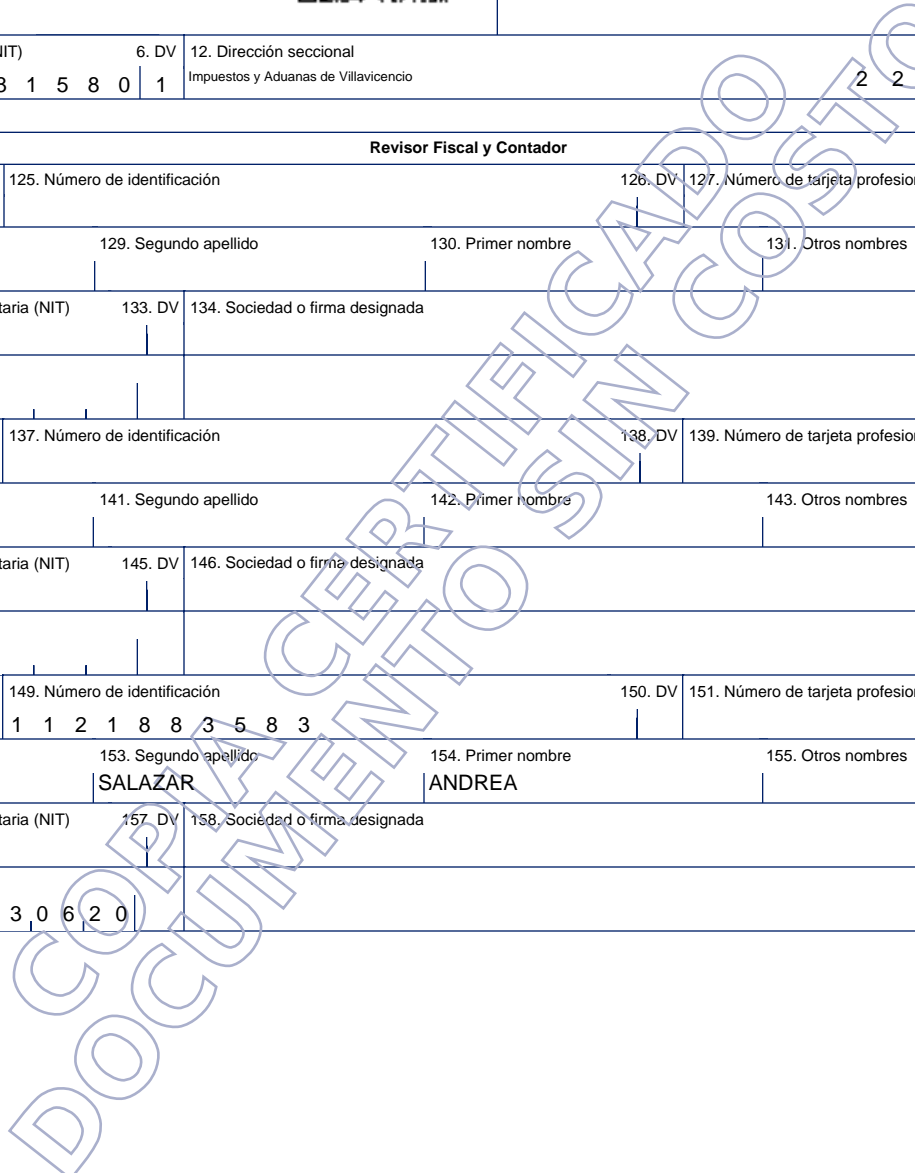 NIT) 6. DV 12. Dirección seccional
3 1 5 8 0 1 Impuestos y Aduanas de Villavicencio 2 2
Revisor Fiscal y Contador
125. Número de identificación 126. DV 127. Número de tarjeta profesion
129. Segundo apellido 130. Primer nombre 131. Otros nombres
taria (NIT) 133. DV 134. Sociedad o firma designada
137. Número de identificación 138. DV 139. Número de tarjeta profesion
141. Segundo apellido 142. Primer nombre 143. Otros nombres
taria (NIT) 145. DV 146. Sociedad o firma designada
149. Número de identificación 150. DV 151. Número de tarjeta profesion
1 1 2 1 8 8 3 5 8 3
153. Segundo apellido 154. Primer nombre 155. Otros nombres
SALAZAR ANDREA
taria (NIT) 157. DV 158. Sociedad o firma designada
3 0 6 2 0
COPIA CERTIFICADO
DOCUMENTO SIN COSTO